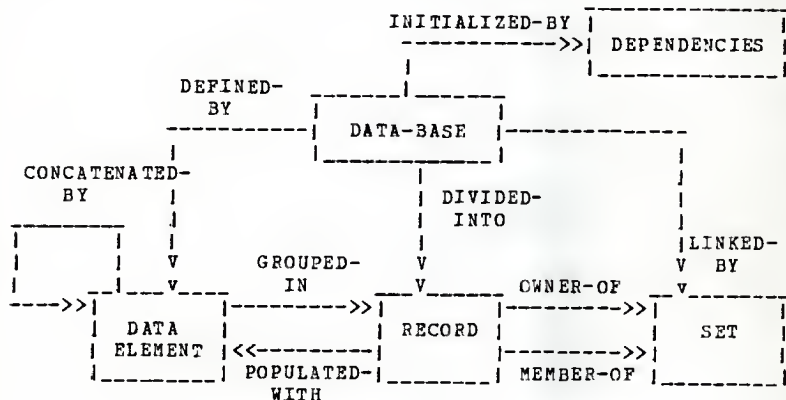 INITIALIZED-BY
DEPENDENCIES
DEFINED-
BY
DATA-BASE
CONCATENATED-
BY
DIVIDED-
INTO
LINKED-
BY
GROUPED-
IN
OWNER-OF
DATA
ELEMENT
RECORD
SET
POPULATED-
WITH
MEMBER-OF